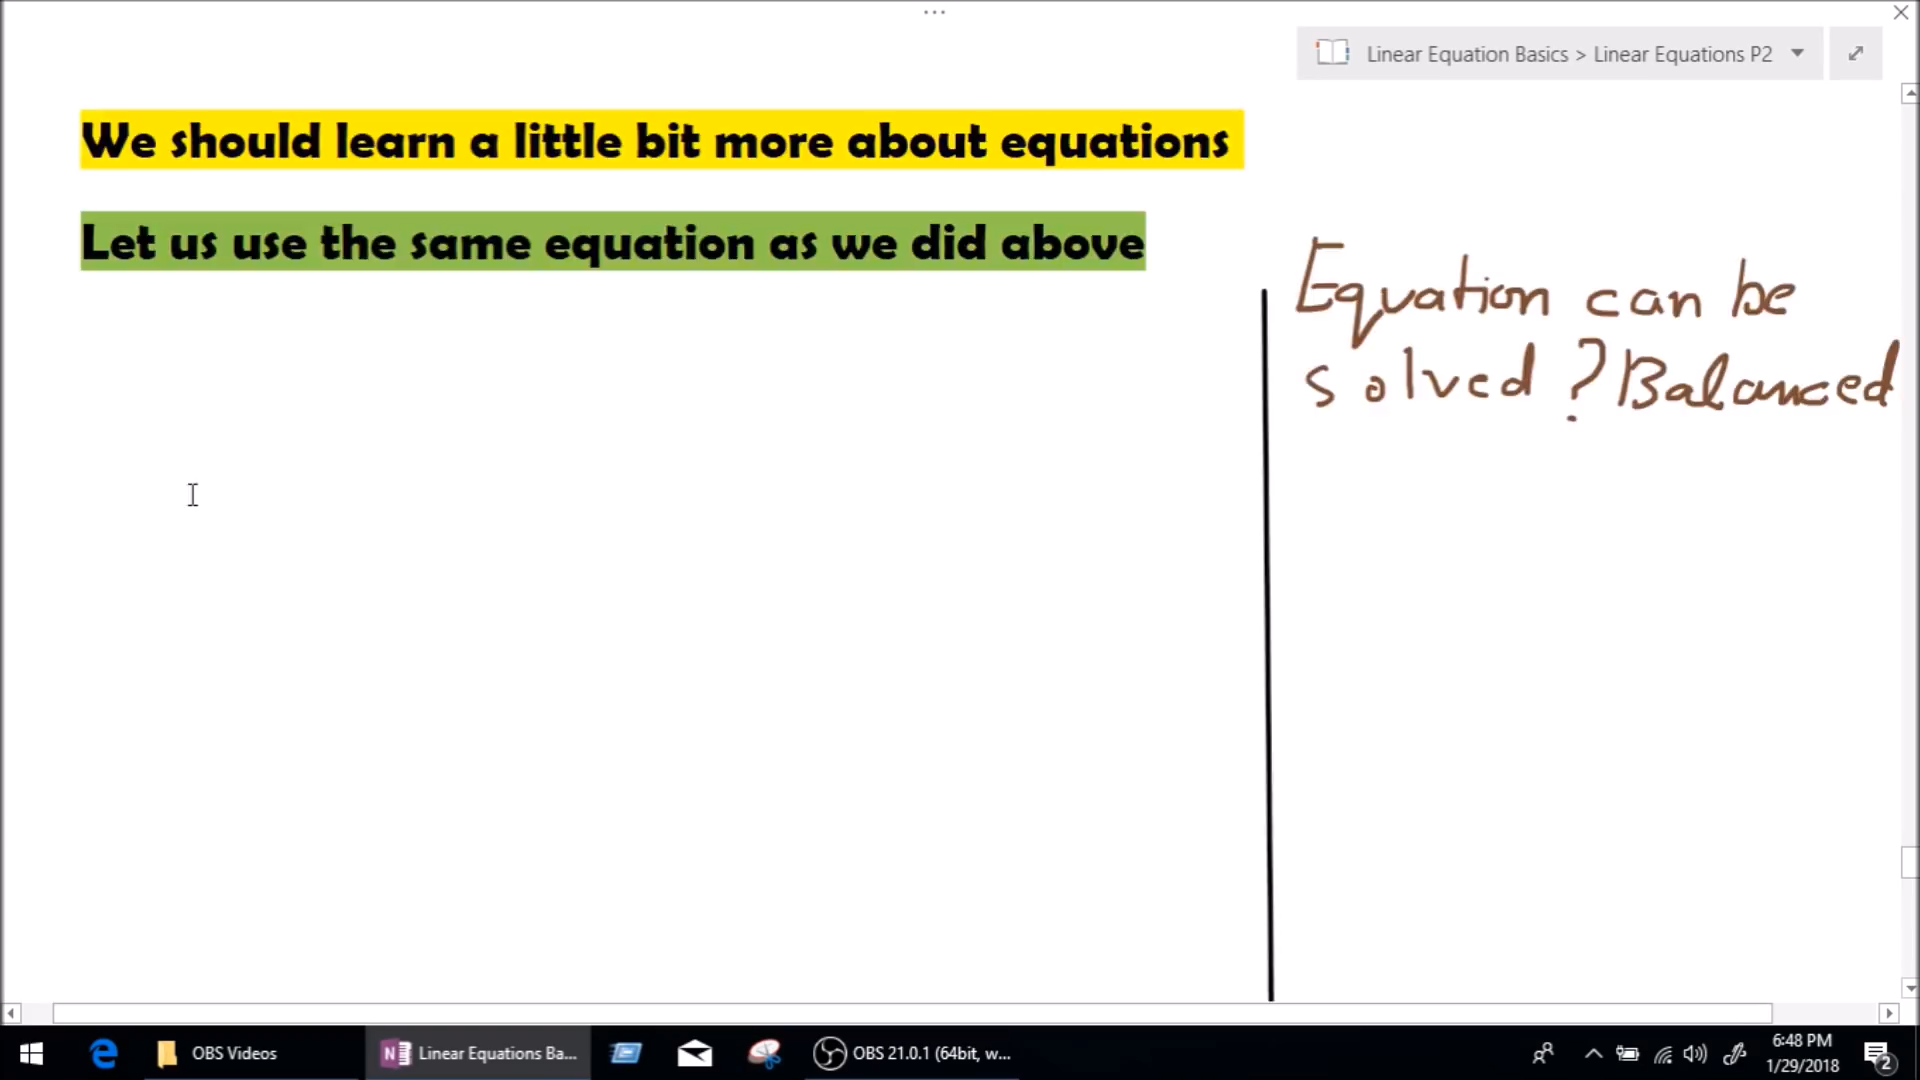 Linear Equation Basics > Linear Equations P2
We should learn a little bit more about equations
Let us use the same equation as we did above
Equation can be
solved ? Balanced
OBS Videos
Linear Equations Ba...
OBS 21.0.1 (64bit, w...
6:48 PM
1/29/2018
2